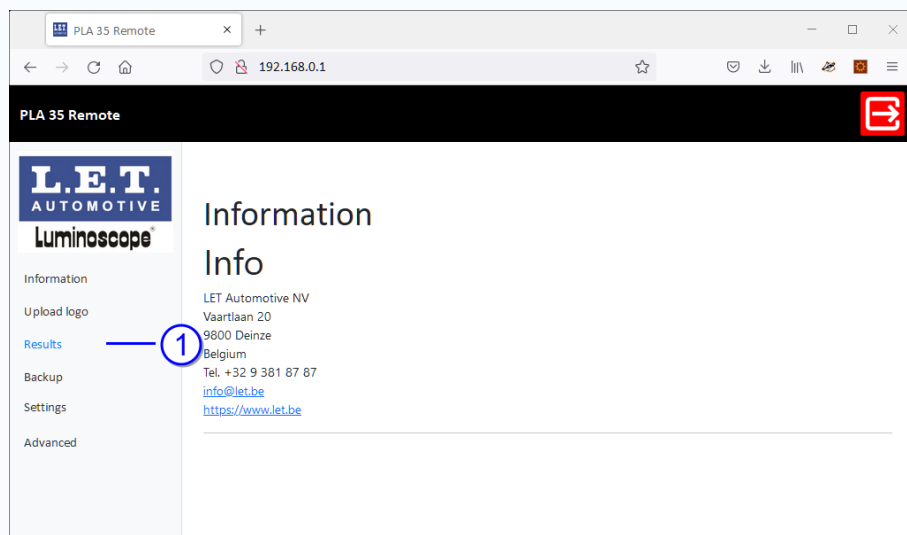 PLA 35 Remote
192.168.0.1
PLA 35 Remote
L.E.T.
AUTOMOTIVE
Luminoscope®
Information
Upload logo
Results
1
Backup
Settings
Advanced
Information
Info
LET Automotive NV
Vaartlaan 20
9800 Deinze
Belgium
Tel. +32 9 381 87 87
info@let.be
https://www.let.be